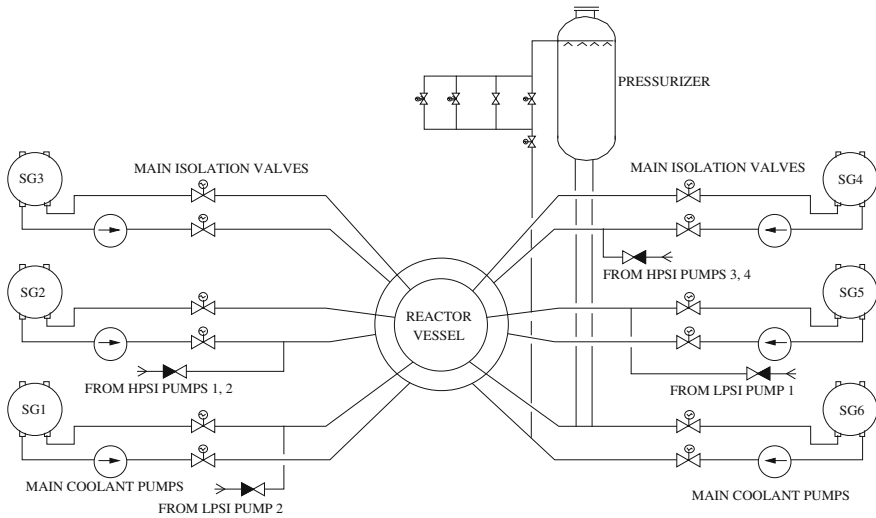 PRESSURIZER
MAIN ISOLATION VALVES
MAIN ISOLATION VALVES
SG3
SG4
FROM HPSI PUMPS 3, 4
SG2
REACTOR
VESSEL
SG5
FROM HPSI PUMPS 1, 2
FROM LPSI PUMP 1
SG1
SG6
MAIN COOLANT PUMPS
MAIN COOLANT PUMPS
FROM LPSI PUMP 2